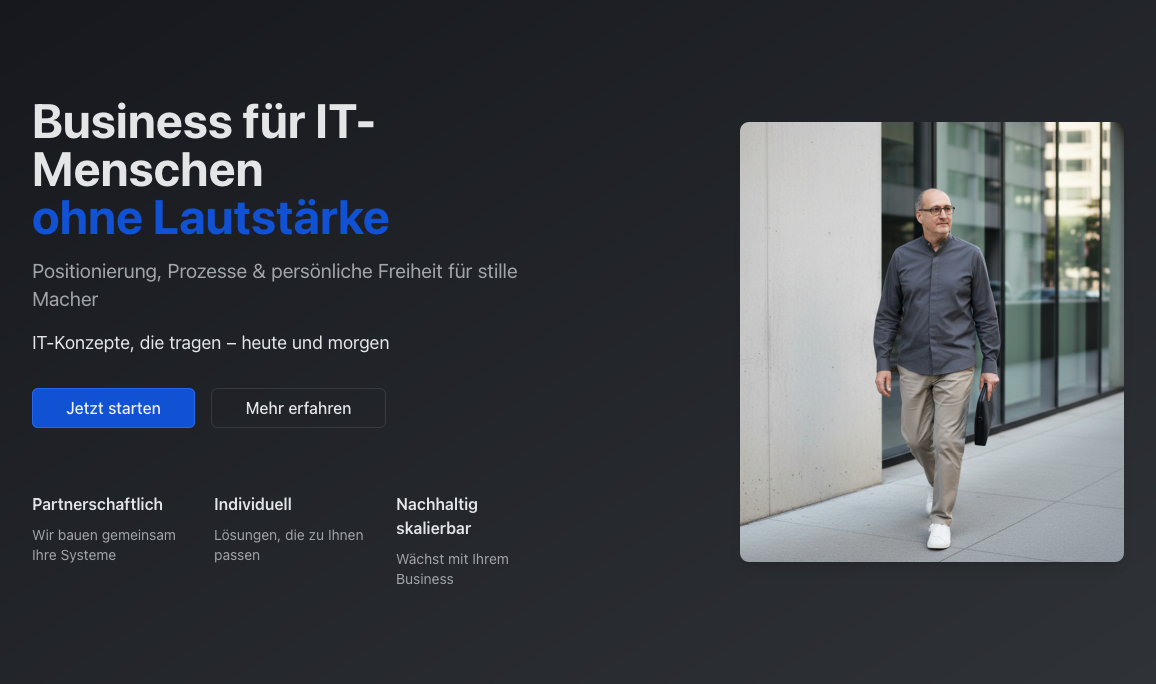 Business für IT-
Menschen
ohne Lautstärke
Positionierung, Prozesse & persönliche Freiheit für stille
Macher
IT-Konzepte, die tragen – heute und morgen
Jetzt starten
Mehr erfahren
Partnerschaftlich
Wir bauen gemeinsam
Ihre Systeme
Individuell
Lösungen, die zu Ihnen
passen
Nachhaltig
skalierbar
Wächst mit Ihrem
Business